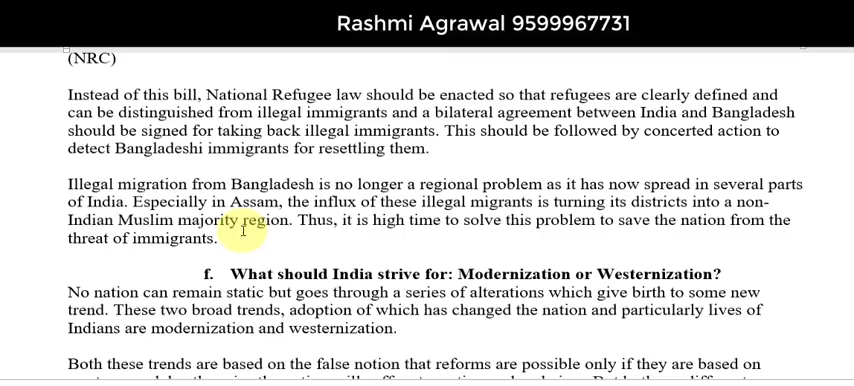 Rashmi Agrawal 9599967731
(NRC)
Instead of this bill, National Refugee law should be enacted so that refugees are clearly defined and
can be distinguished from illegal immigrants and a bilateral agreement between India and Bangladesh
should be signed for taking back illegal immigrants. This should be followed by concerted action to
detect Bangladeshi immigrants for resettling them.
Illegal migration from Bangladesh is no longer a regional problem as it has now spread in several parts
of India. Especially in Assam, the influx of these illegal migrants is turning its districts into a non-
Indian Muslim majority region. Thus, it is high time to solve this problem to save the nation from the
threat of immigrants.
f. What should India strive for: Modernization or Westernization?
No nation can remain static but goes through a series of alterations which give birth to some new
trend. These two broad trends, adoption of which has changed the nation and particularly lives of
Indians are modernization and westernization.
Both these trends are based on the false notion that reforms are possible only if they are based on